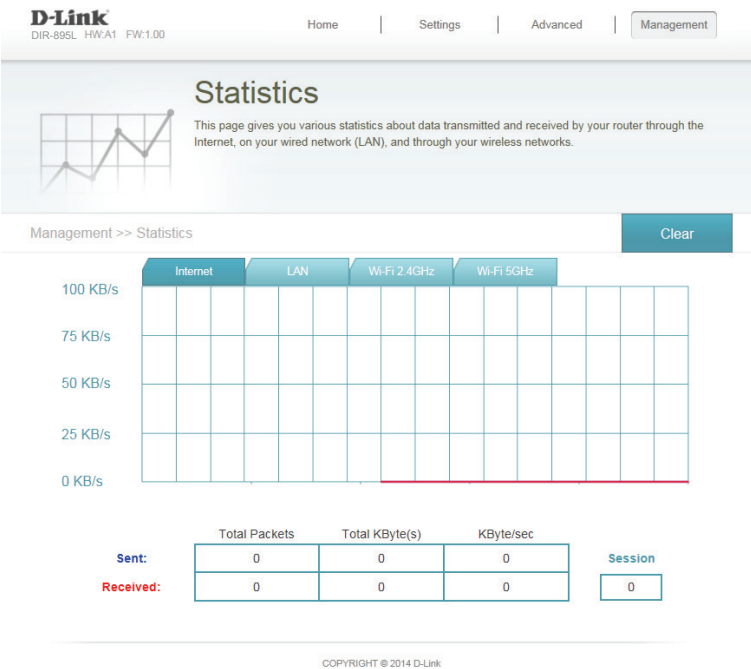 D-Link
DIR-895L HW:A1 FW:1.00
Home | Settings | Advanced | Management
Statistics
This page gives you various statistics about data transmitted and received by your router through the
Internet, on your wired network (LAN), and through your wireless networks.
Management >> Statistics
Clear
Internet LAN Wi-Fi 2.4GHz Wi-Fi 5GHz
100 KB/s
75 KB/s
50 KB/s
25 KB/s
0 KB/s
Total Packets Total KByte(s) KByte/sec
Sent: 0 0 0 Session
Received: 0 0 0 0
COPYRIGHT © 2014 D-Link